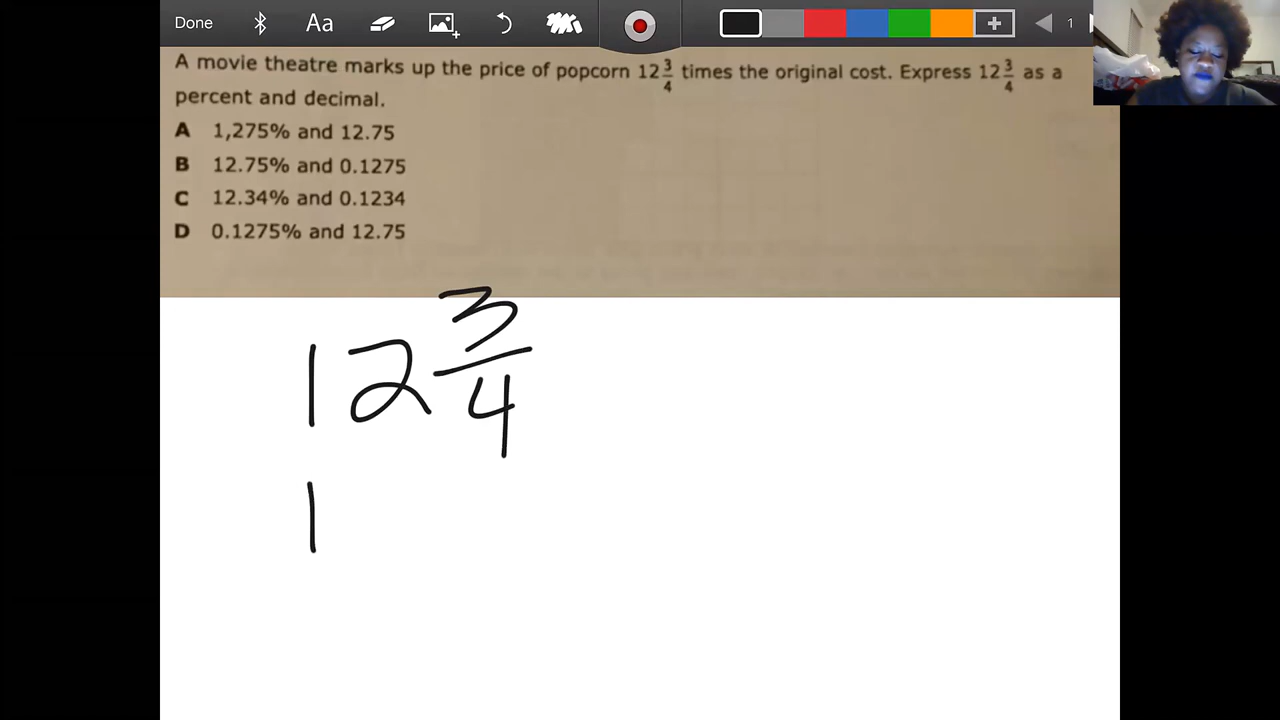 Done Aa 1
A movie theatre marks up the price of popcorn 12 3/4 times the original cost. Express 12 3/4 as a
percent and decimal.
A 1,275% and 12.75
B 12.75% and 0.1275
C 12.34% and 0.1234
D 0.1275% and 12.75
12 3/4
1